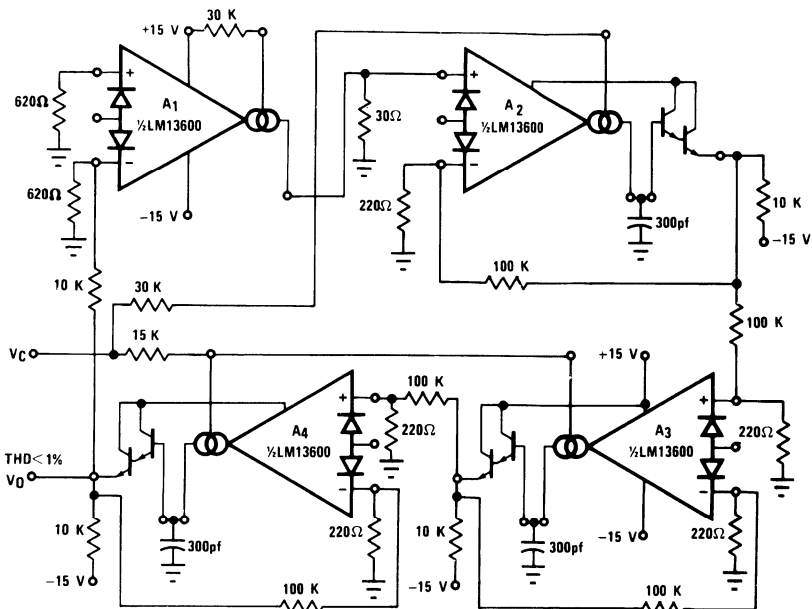 30 K
+15 V
+
A1
½LM13600
-
620Ω
620Ω
-15 V
30Ω
+
A2
½LM13600
-
220Ω
300pf
10 K
-15 V
10 K
30 K
100 K
100 K
VC
15 K
+15 V
100 K
+
A4
½LM13600
-
220Ω
+
A3
½LM13600
-
220Ω
THD<1%
VO
10 K
-15 V
300pf
220Ω
10 K
-15 V
300pf
-15 V
220Ω
100 K
100 K